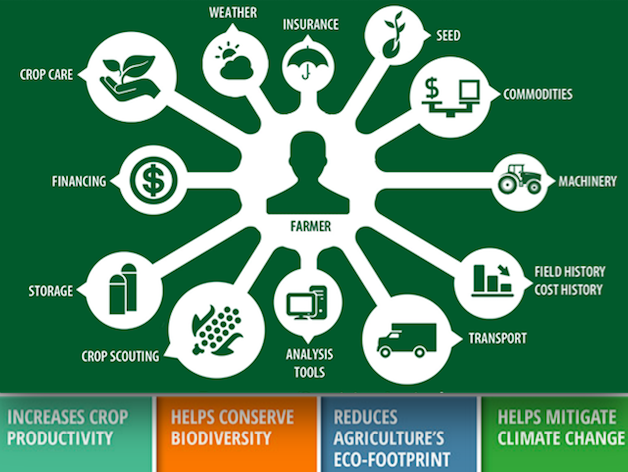 WEATHER
INSURANCE
SEED
CROP CARE
COMMODITIES
$
FINANCING
$
MACHINERY
FARMER
STORAGE
FIELD HISTORY
COST HISTORY
CROP SCOUTING
ANALYSIS
TOOLS
TRANSPORT
INCREASES CROP
PRODUCTIVITY
HELPS CONSERVE
BIODIVERSITY
REDUCES
AGRICULTURE'S
ECO-FOOTPRINT
HELPS MITIGATE
CLIMATE CHANGE